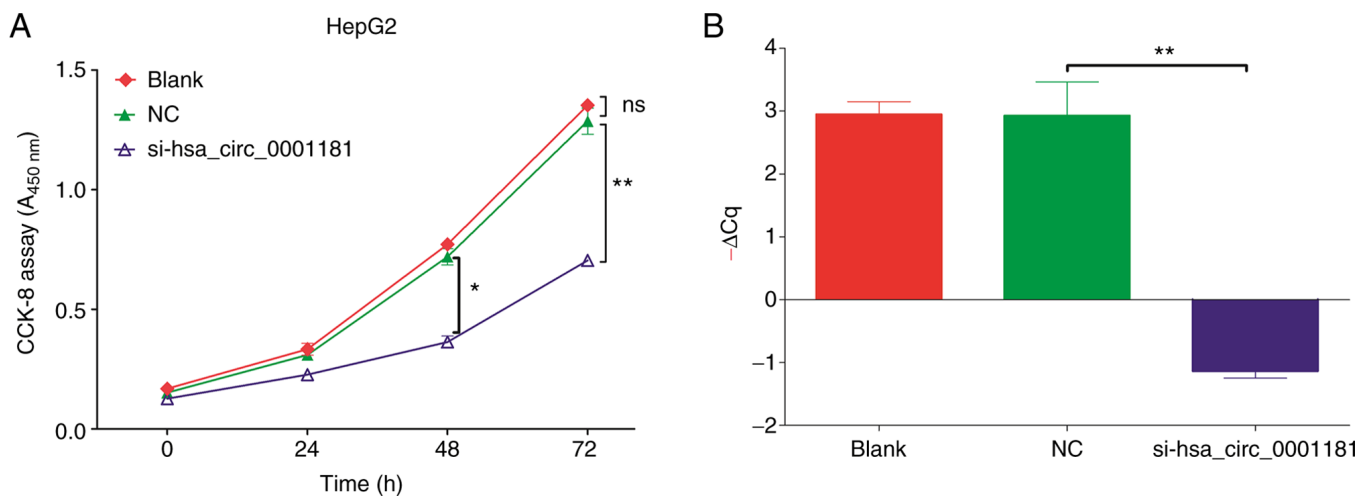 A
HepG2
Blank
NC
si-hsa_circ_0001181
CCK-8 assay (A450 nm)
1.5
1.0
0.5
0.0
0
24
48
72
Time (h)
*
ns
**
B
−ΔCq
4
3
2
1
0
−1
−2
**
Blank
NC
si-hsa_circ_0001181